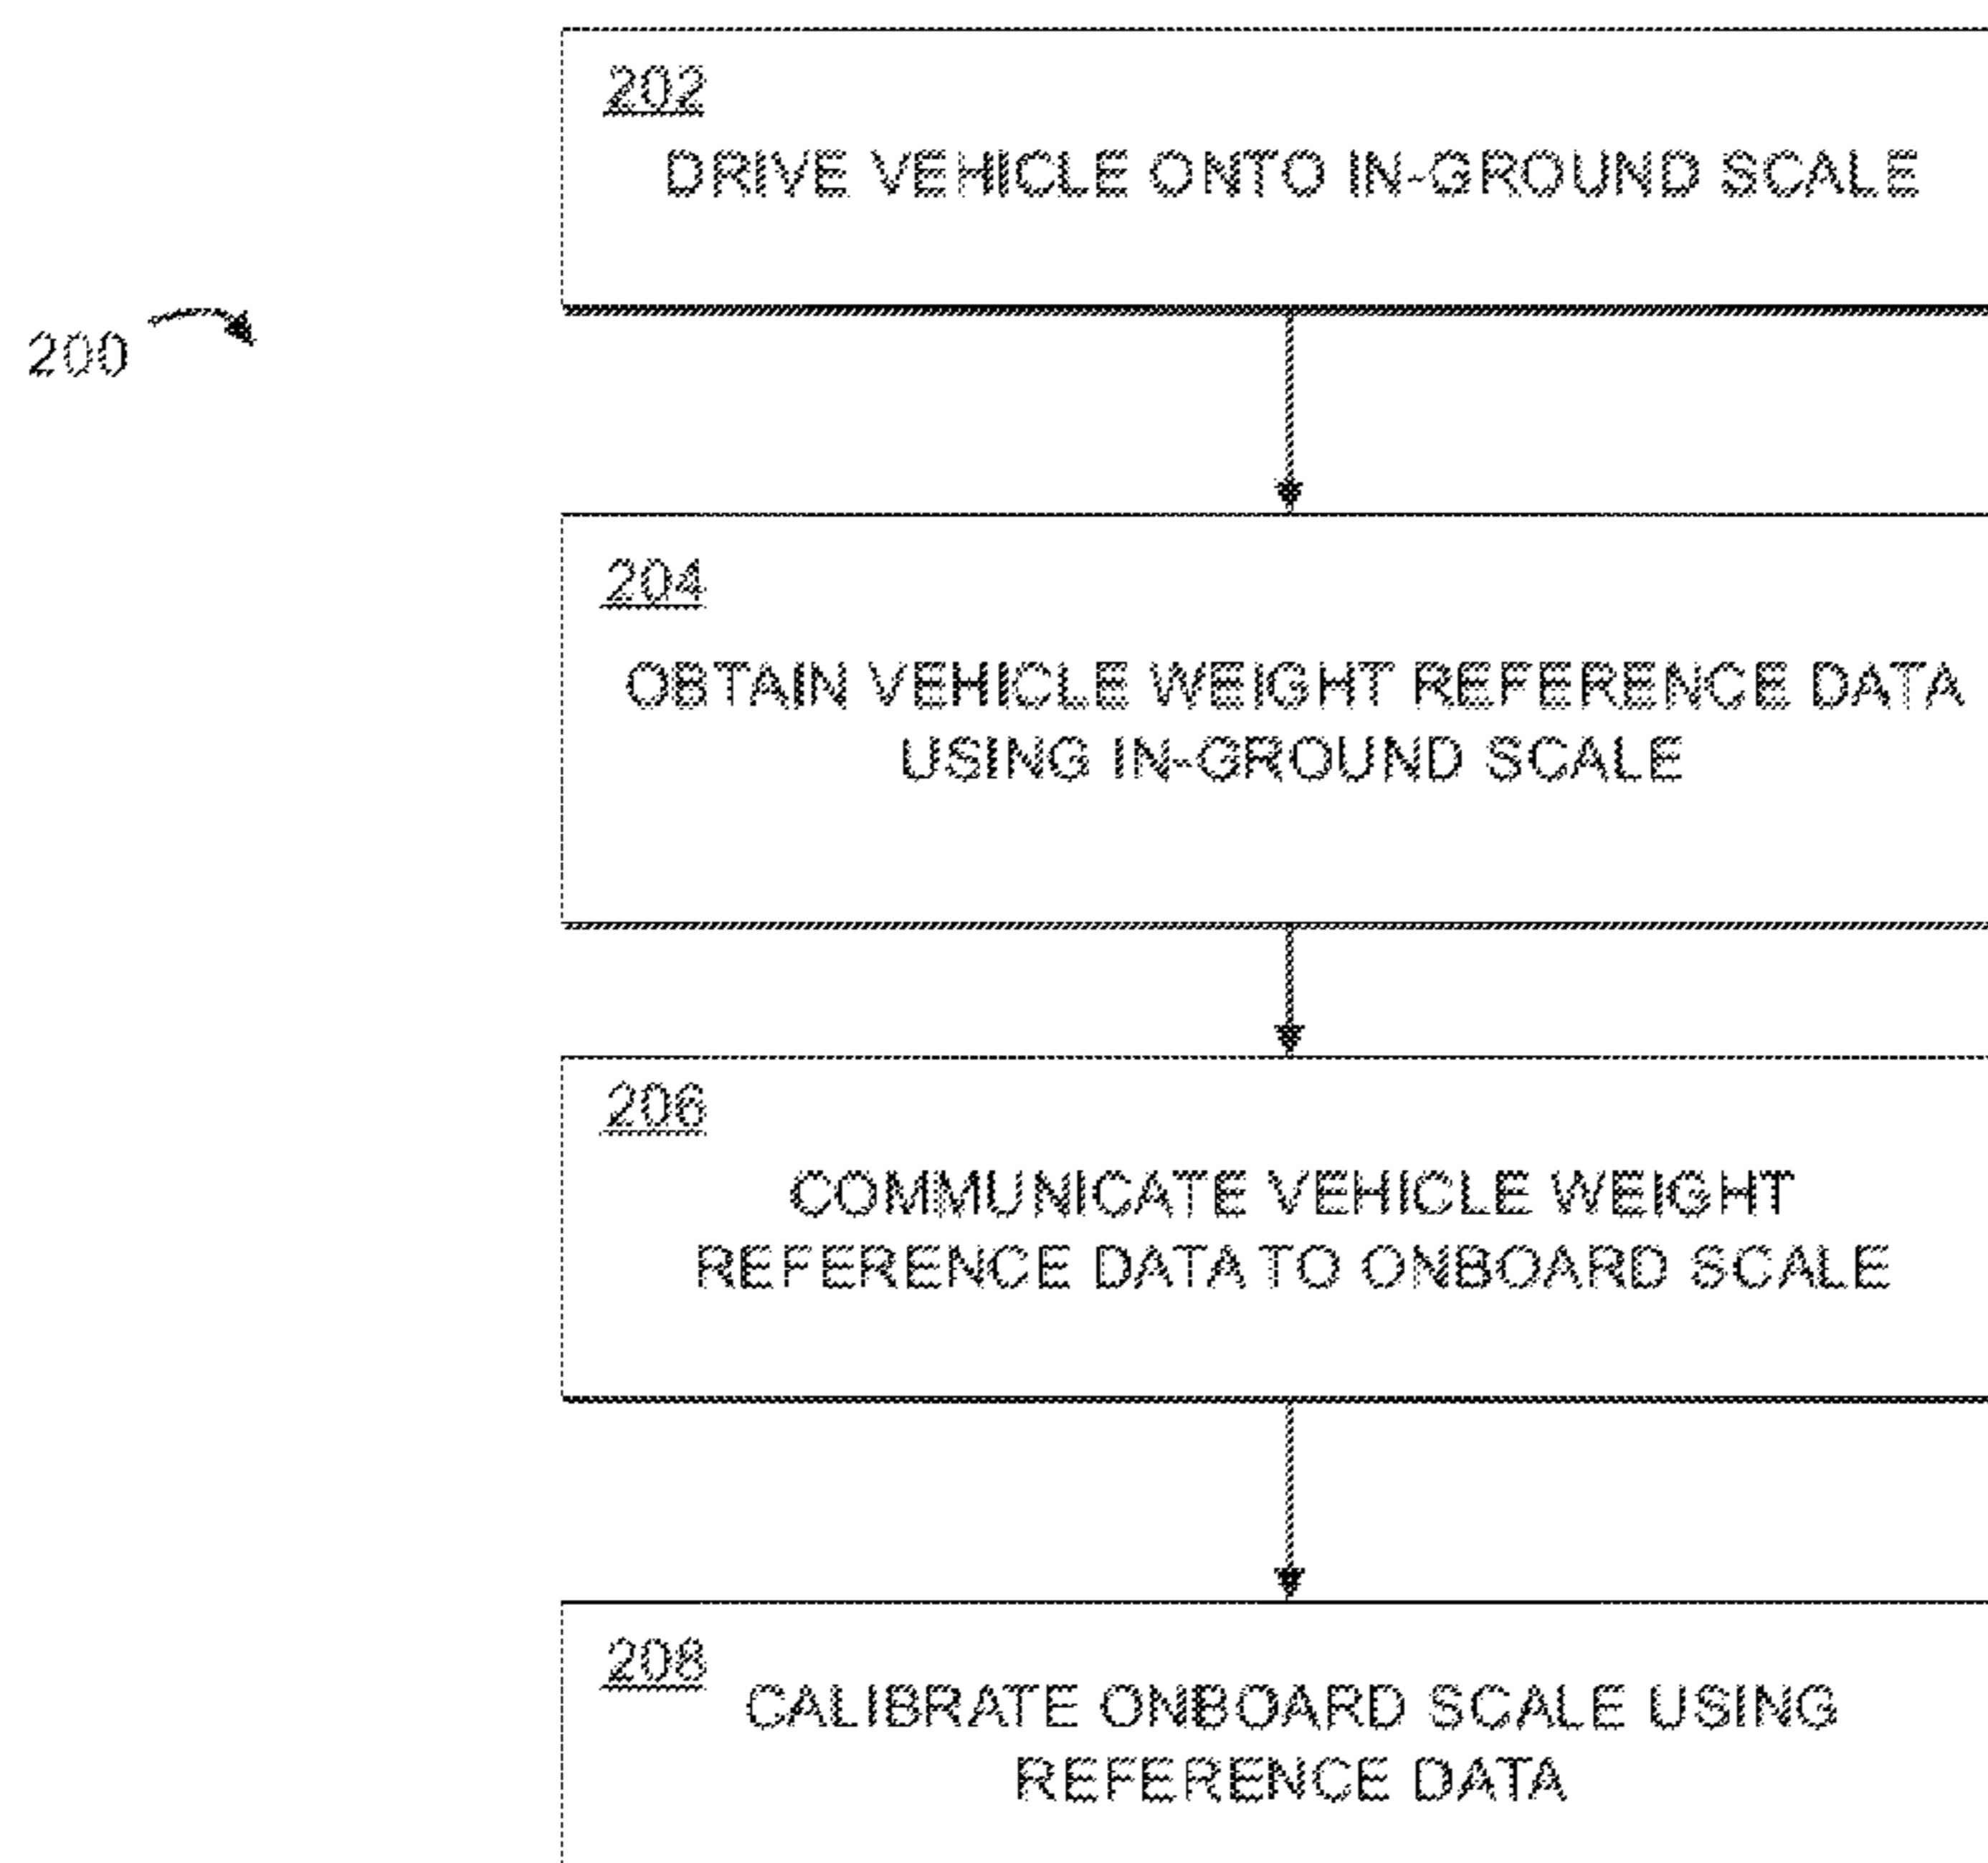 202
DRIVE VEHICLE ONTO IN-GROUND SCALE
200
204
OBTAIN VEHICLE WEIGHT REFERENCE DATA
USING IN-GROUND SCALE
206
COMMUNICATE VEHICLE WEIGHT
REFERENCE DATA TO ONBOARD SCALE
208
CALIBRATE ONBOARD SCALE USING
REFERENCE DATA